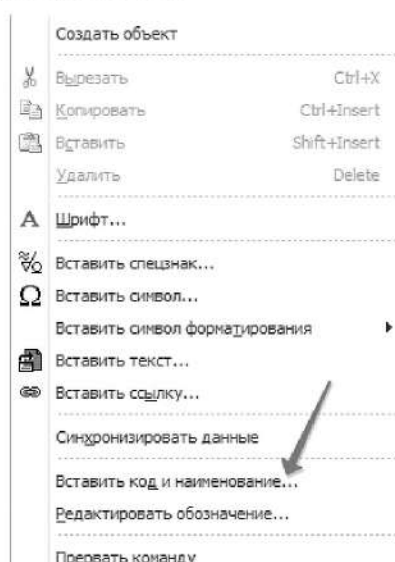 Создать объект
Вырезать Ctrl+X
Копировать Ctrl+Insert
Вставить Shift+Insert
Удалить Delete
Шрифт...
Вставить спецзнак...
Вставить символ...
Вставить символ форматирования
Вставить текст...
Вставить ссылку...
Синхронизировать данные
Вставить код и наименование...
Редактировать обозначение...
Прервать команду